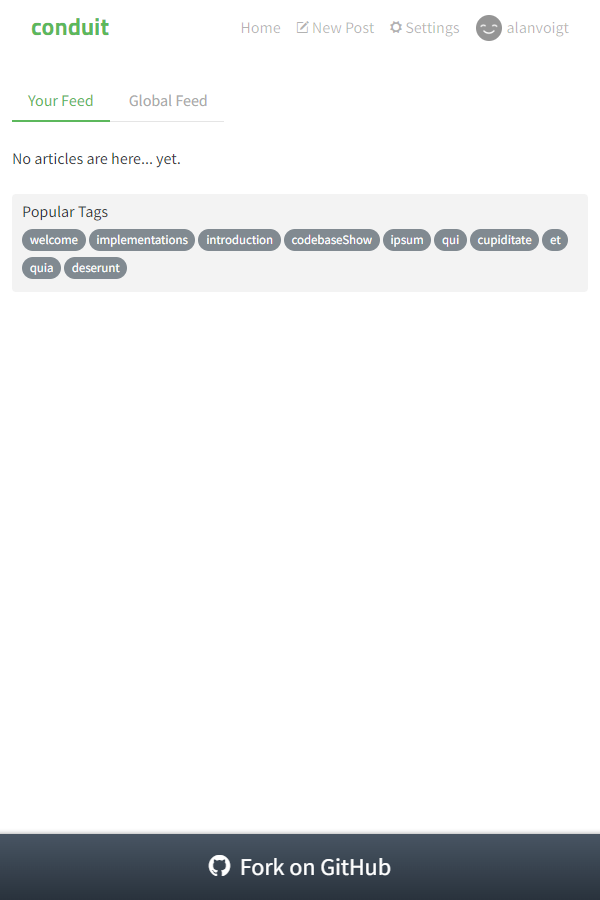 conduit
Home New Post Settings alanvoigt
Your Feed Global Feed
No articles are here... yet.
Popular Tags
welcome implementations introduction codebaseShow ipsum qui cupiditate et
quia deserunt
Fork on GitHub